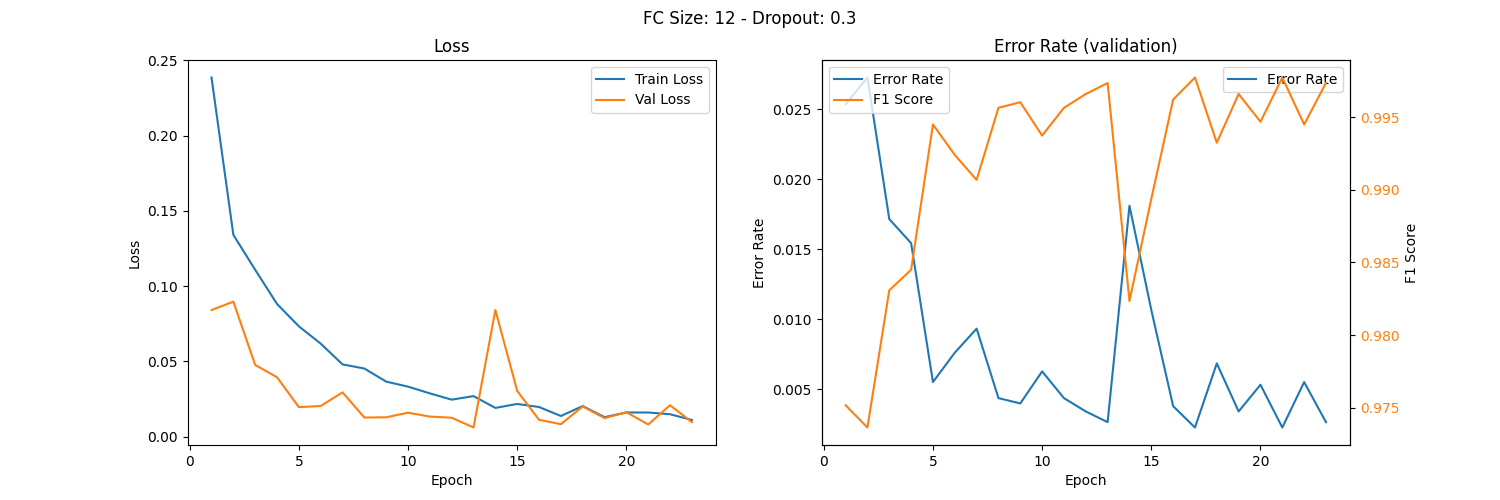 FC Size: 12 - Dropout: 0.3
Loss
Train Loss
Val Loss
0.25
0.20
0.15
0.10
0.05
0.00
Loss
0
5
10
15
20
Epoch
Error Rate (validation)
Error Rate
F1 Score
Error Rate
0.025
0.020
0.015
0.010
0.005
Error Rate
0
5
10
15
20
Epoch
0.995
0.990
0.985
0.980
0.975
F1 Score